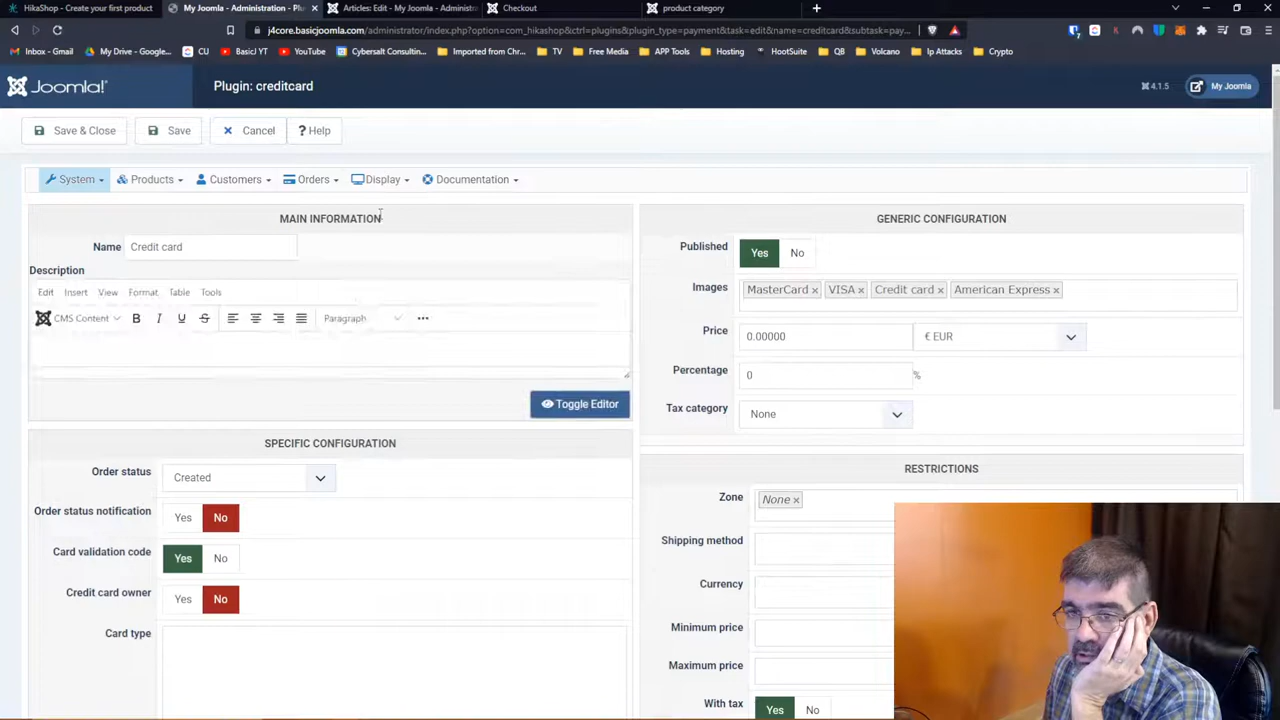 HikaShop - Create your first product
My Joomla - Administration - Plug
Articles: Edit - My Joomla - Administra
Checkout
product category
j4core.basicjoomla.com/administrator/index.php?option=com_hikashop&ctrl=plugins&plugin_type=payment&task=edit&name=creditcard&subtask=pay...
Inbox - Gmail
My Drive - Google...
CU
BasicJ YT
YouTube
Cybersalt Consultin...
Imported from Chr...
TV
Free Media
APP Tools
Hosting
HootSuite
QB
Volcano
Ip Attacks
Crypto
Joomla!
Plugin: creditcard
4.1.5
My Joomla
Save & Close
Save
Cancel
Help
System
Products
Customers
Orders
Display
Documentation
MAIN INFORMATION
Name
Credit card
Description
Edit
Insert
View
Format
Table
Tools
CMS Content
B
I
U
S
Paragraph
Toggle Editor
SPECIFIC CONFIGURATION
Order status
Created
Order status notification
Yes
No
Card validation code
Yes
No
Credit card owner
Yes
No
Card type
GENERIC CONFIGURATION
Published
Yes
No
Images
MasterCard x
VISA x
Credit card x
American Express x
Price
0.00000
€ EUR
Percentage
0
%
Tax category
None
RESTRICTIONS
Zone
None x
Shipping method
Currency
Minimum price
Maximum price
With tax
Yes
No